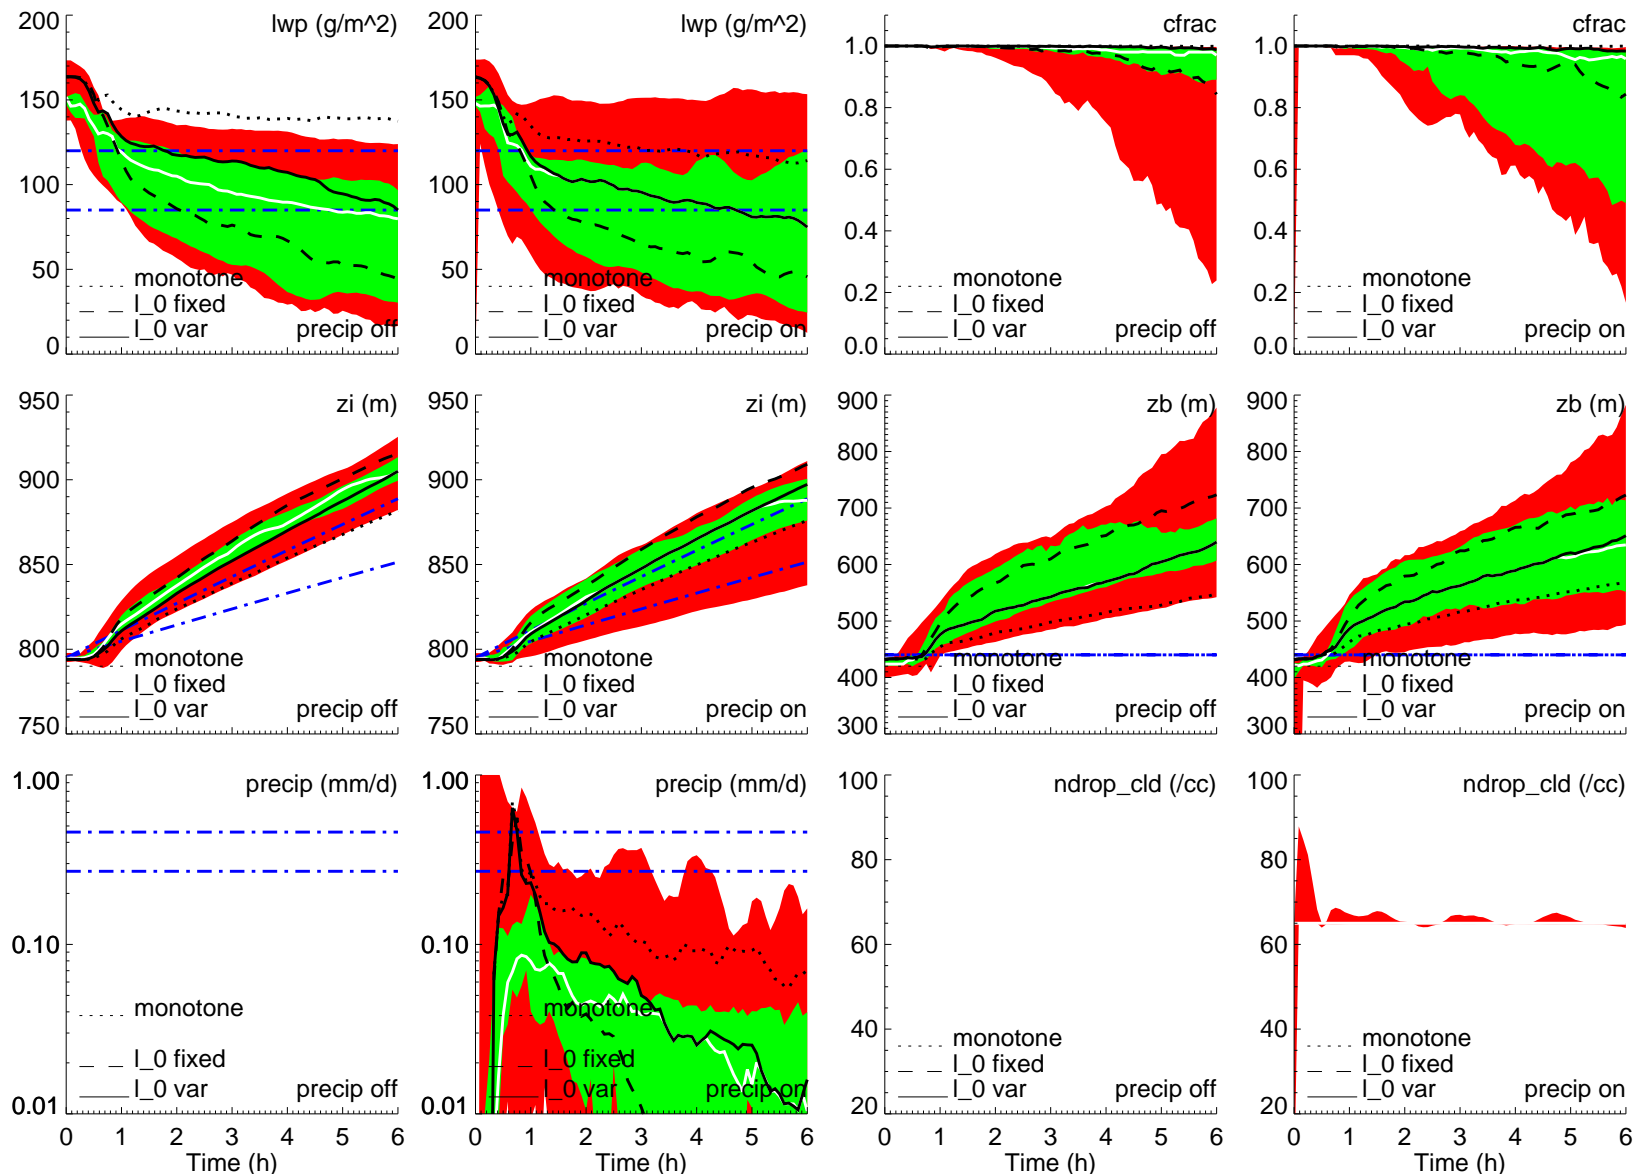 lwp (g/m^2)
200
150
100
50
0
monotone
l_0 fixed
l_0 var
precip off
lwp (g/m^2)
200
150
100
50
0
monotone
l_0 fixed
l_0 var
precip on
cfrac
1.0
0.8
0.6
0.4
0.2
0.0
monotone
l_0 fixed
l_0 var
precip off
cfrac
1.0
0.8
0.6
0.4
0.2
0.0
monotone
l_0 fixed
l_0 var
precip on
zi (m)
950
900
850
800
750
monotone
l_0 fixed
l_0 var
precip off
zi (m)
950
900
850
800
750
monotone
l_0 fixed
l_0 var
precip on
zb (m)
900
800
700
600
500
400
300
monotone
l_0 fixed
l_0 var
precip off
zb (m)
900
800
700
600
500
400
300
monotone
l_0 fixed
l_0 var
precip on
precip (mm/d)
1.00
0.10
0.01
monotone
l_0 fixed
l_0 var
precip off
0 1 2 3 4 5 6
Time (h)
precip (mm/d)
1.00
0.10
0.01
monotone
l_0 fixed
l_0 var
precip on
0 1 2 3 4 5 6
Time (h)
ndrop_cld (/cc)
100
80
60
40
20
monotone
l_0 fixed
l_0 var
precip off
0 1 2 3 4 5 6
Time (h)
ndrop_cld (/cc)
100
80
60
40
20
monotone
l_0 fixed
l_0 var
precip on
0 1 2 3 4 5 6
Time (h)